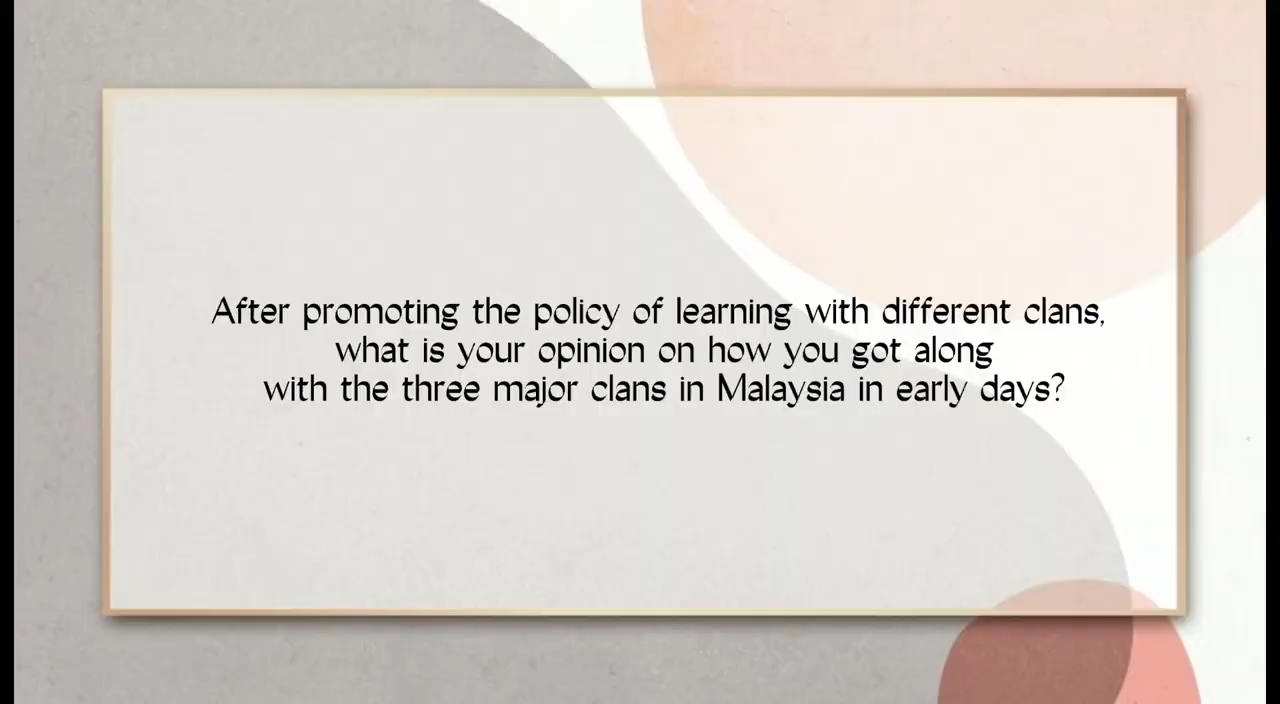 After promoting the policy of learning with different clans,
what is your opinion on how you got along
with the three major clans in Malaysia in early days?